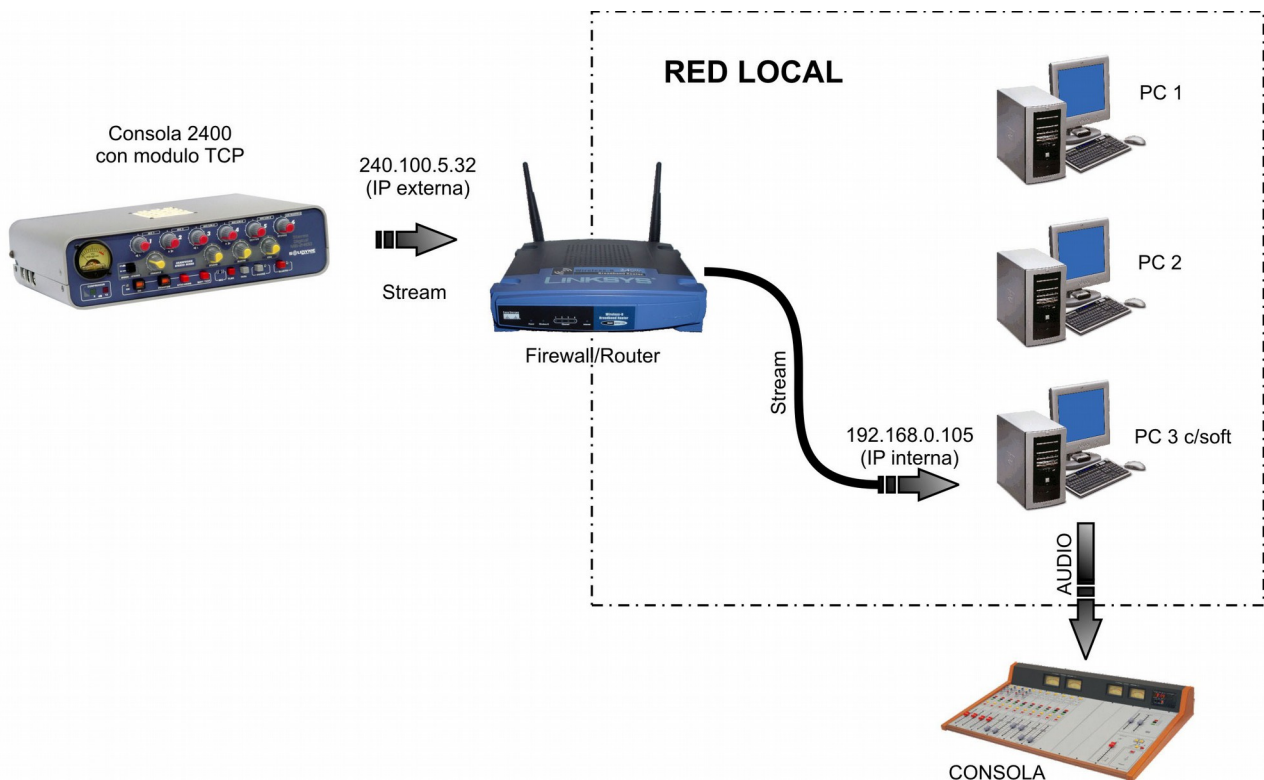 RED LOCAL
PC 1
Consola 2400
con modulo TCP
240.100.5.32
(IP externa)
Stream
PC 2
LINKSYS
Firewall/Router
Stream
192.168.0.105
(IP interna)
PC 3 c/soft
AUDIO
CONSOLA